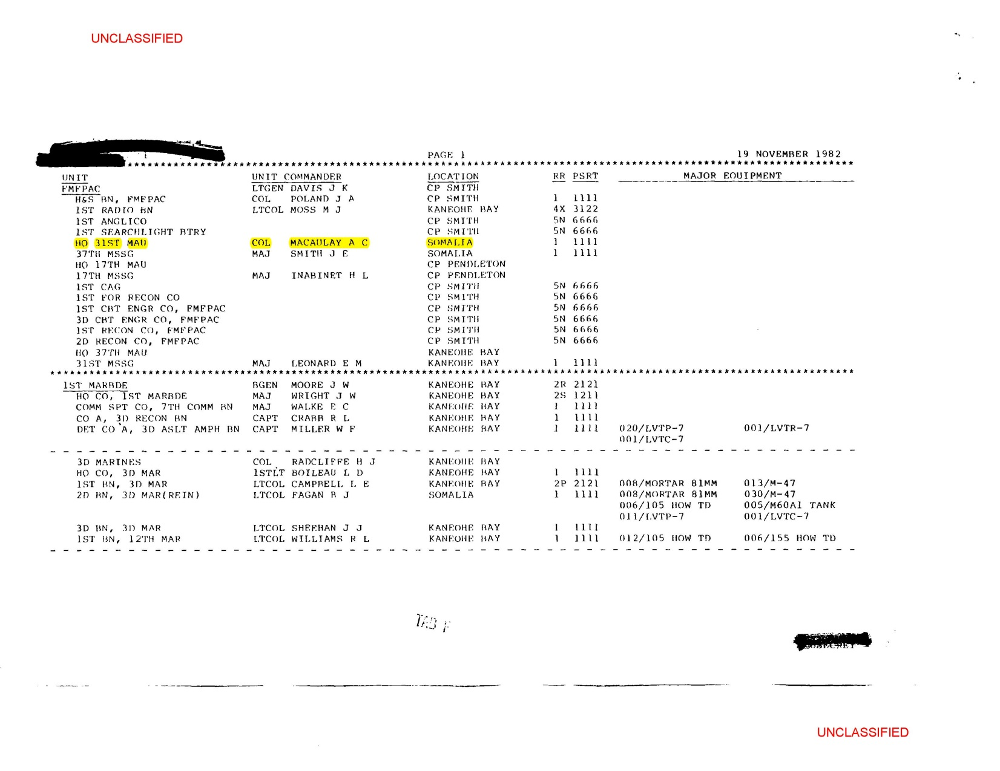 UNCLASSIFIED
PAGE 1 19 NOVEMBER 1982
****************************************************************
UNIT UNIT COMMANDER LOCATION RR PSRT MAJOR EQUIPMENT
FMFPAC LTGEN DAVIS J K CP SMITH
H&S BN, FMFPAC COL POLAND J A CP SMITH 1 1111
1ST RADIO BN LTCOL MOSS M J KANEOHE BAY 4X 3122
1ST ANGLICO CP SMITH 5N 6666
1ST SEARCHLIGHT BTRY CP SMITH 5N 6666
HQ 31ST MAU COL MACAULAY A C SOMALIA 1 1111
37TH MSSG MAJ SMITH J E SOMALIA 1 1111
HQ 17TH MAU CP PENDLETON
17TH MSSG MAJ INABINET H L CP PENDLETON
1ST CAG CP SMITH 5N 6666
1ST FOR RECON CO CP SMITH 5N 6666
1ST CBT ENGR CO, FMFPAC CP SMITH 5N 6666
3D CBT ENGR CO, FMFPAC CP SMITH 5N 6666
1ST RECON CO, FMFPAC CP SMITH 5N 6666
2D RECON CO, FMFPAC CP SMITH 5N 6666
HQ 37TH MAU KANEOHE BAY
31ST MSSG MAJ LEONARD E M KANEOHE BAY 1 1111
****************************************************************
1ST MARBDE BGEN MOORE J W KANEOHE BAY 2R 2121
HQ CO, 1ST MARBDE MAJ WRIGHT J W KANEOHE BAY 2S 1211
COMM SPT CO, 7TH COMM BN MAJ WALKE E C KANEOHE BAY 1 1111
CO A, 3D RECON BN CAPT CRABB R L KANEOHE BAY 1 1111
DET CO A, 3D ASLT AMPH BN CAPT MILLER W F KANEOHE BAY 1 1111 020/LVTP-7 001/LVTR-7
001/LVTC-7
3D MARINES COL RADCLIFFE H J KANEOHE BAY
HQ CO, 3D MAR 1STLT BOILEAU L D KANEOHE BAY 1 1111
1ST BN, 3D MAR LTCOL CAMPBELL L E KANEOHE BAY 2P 2121 008/MORTAR 81MM 013/M-47
2D BN, 3D MAR(REIN) LTCOL FAGAN B J SOMALIA 1 1111 008/MORTAR 81MM 030/M-47
006/105 HOW TD 005/M60A1 TANK
011/LVTP-7 001/LVTC-7
3D BN, 3D MAR LTCOL SHEEHAN J J KANEOHE BAY 1 1111
1ST BN, 12TH MAR LTCOL WILLIAMS R L KANEOHE BAY 1 1111 012/105 HOW TD 006/155 HOW TD
TAB F
SECRET
UNCLASSIFIED